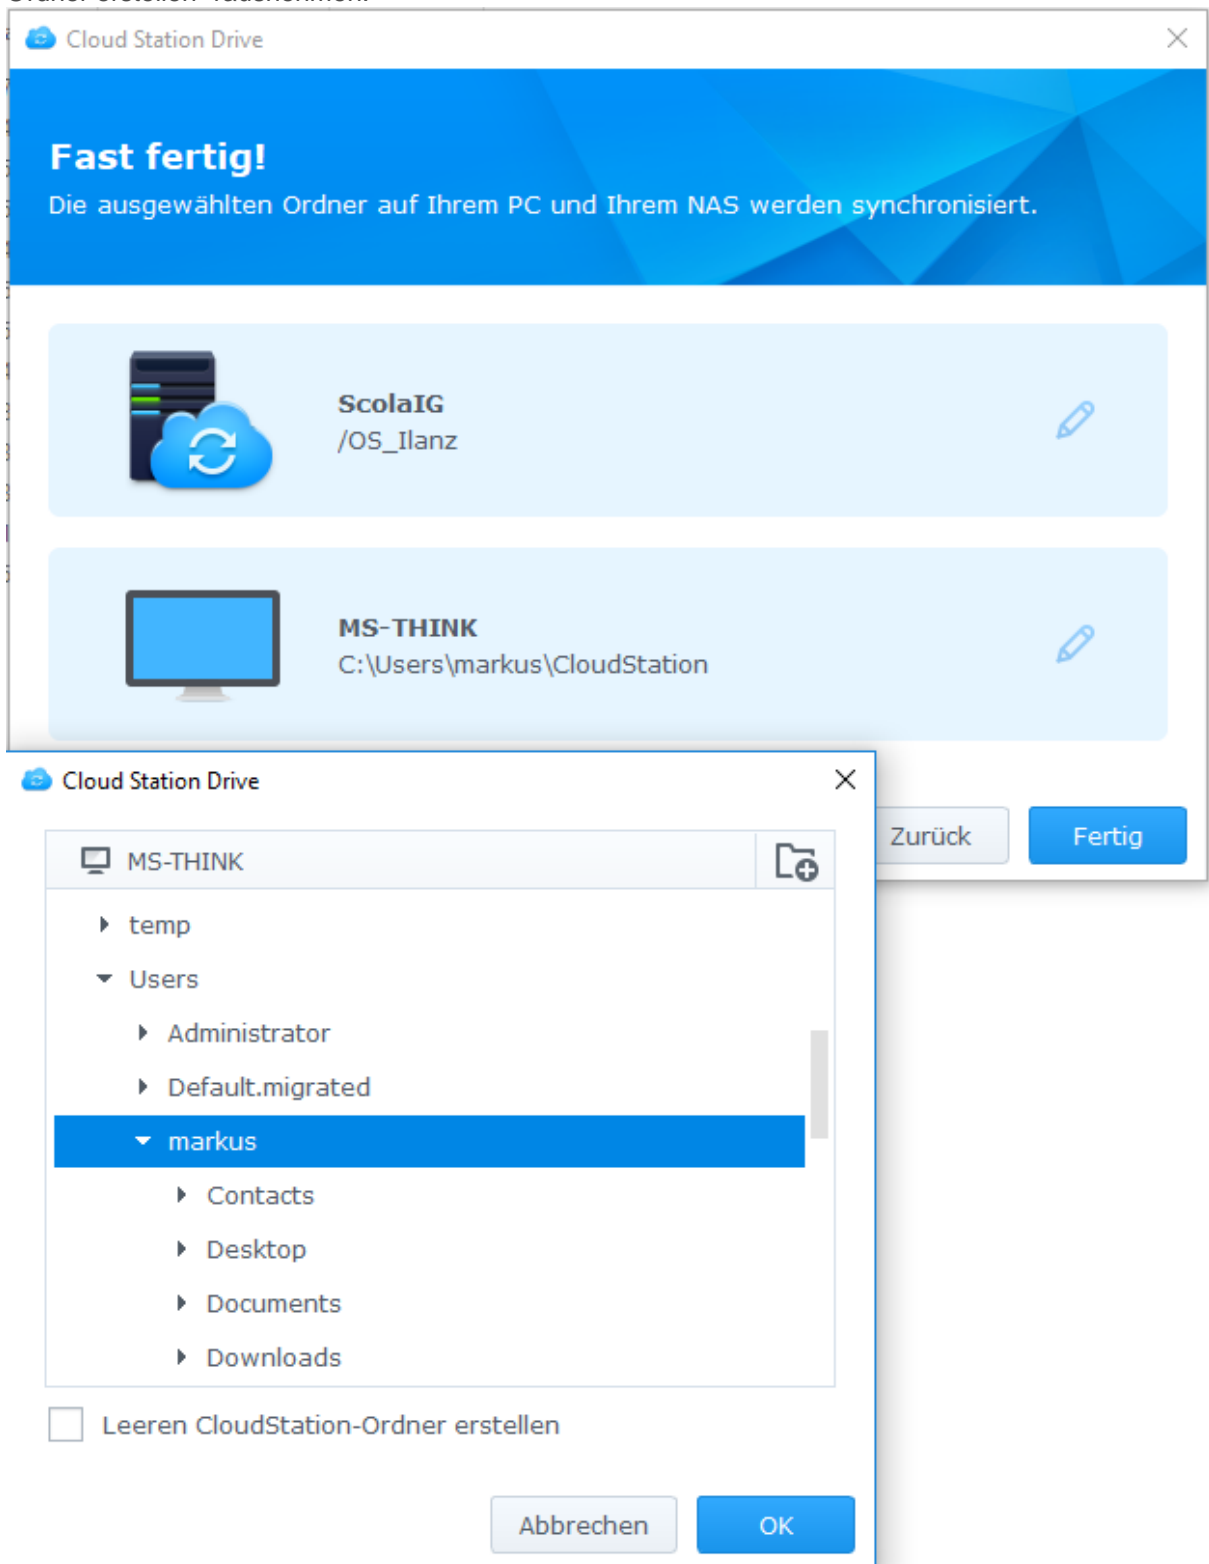 Cloud Station Drive
Fast fertig!
Die ausgewählten Ordner auf Ihrem PC und Ihrem NAS werden synchronisiert.
ScolaIG
/OS_Ilanz
MS-THINK
C:\Users\markus\CloudStation
Zurück
Fertig
Cloud Station Drive
MS-THINK
temp
Users
Administrator
Default.migrated
markus
Contacts
Desktop
Documents
Downloads
Leeren CloudStation-Ordner erstellen
Abbrechen
OK